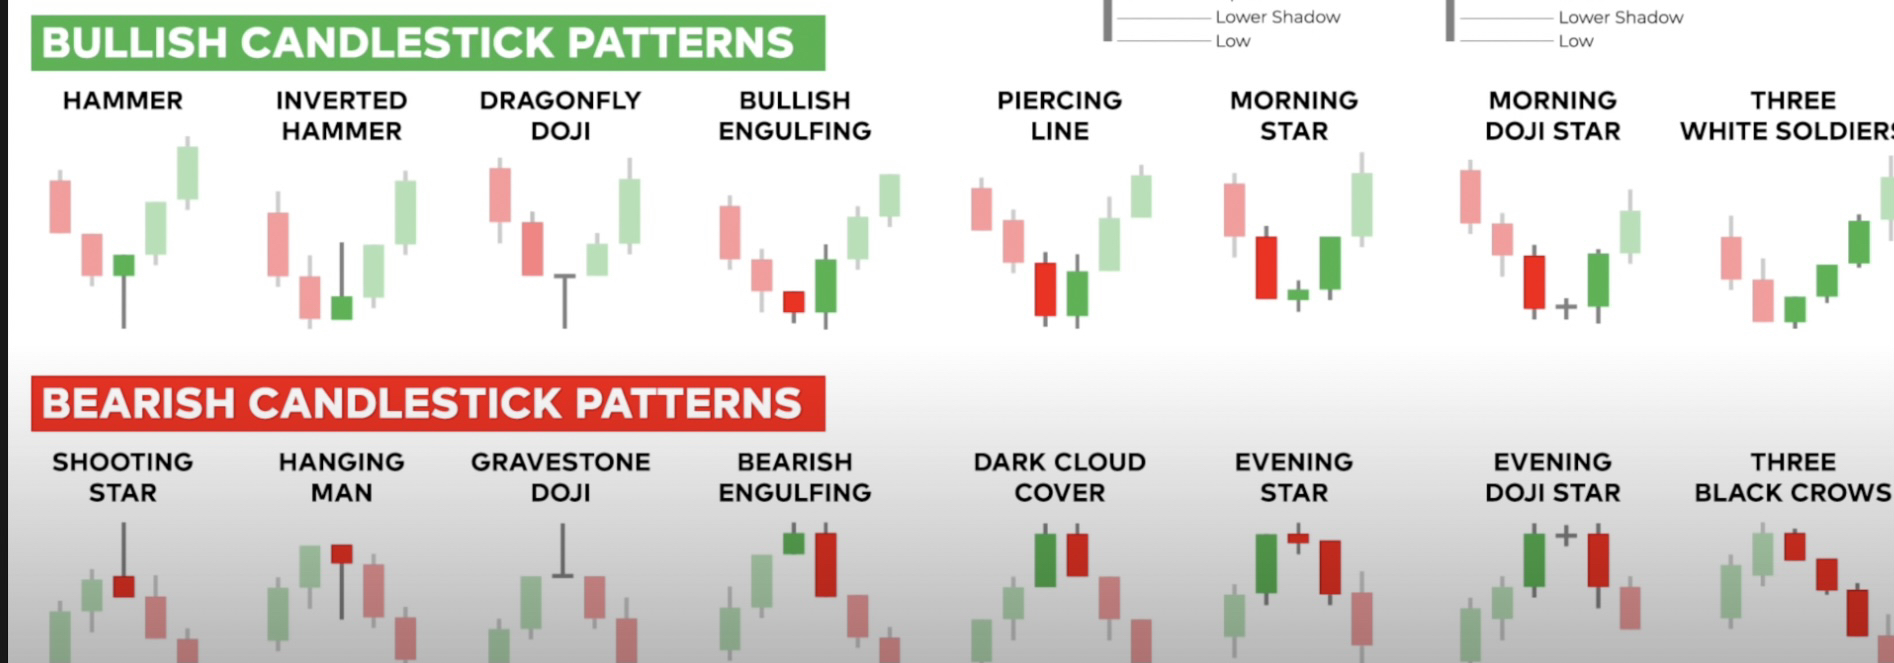 Lower Shadow
Low
Lower Shadow
Low
BULLISH CANDLESTICK PATTERNS
HAMMER
INVERTED
HAMMER
DRAGONFLY
DOJI
BULLISH
ENGULFING
PIERCING
LINE
MORNING
STAR
MORNING
DOJI STAR
THREE
WHITE SOLDIERS
BEARISH CANDLESTICK PATTERNS
SHOOTING
STAR
HANGING
MAN
GRAVESTONE
DOJI
BEARISH
ENGULFING
DARK CLOUD
COVER
EVENING
STAR
EVENING
DOJI STAR
THREE
BLACK CROWS